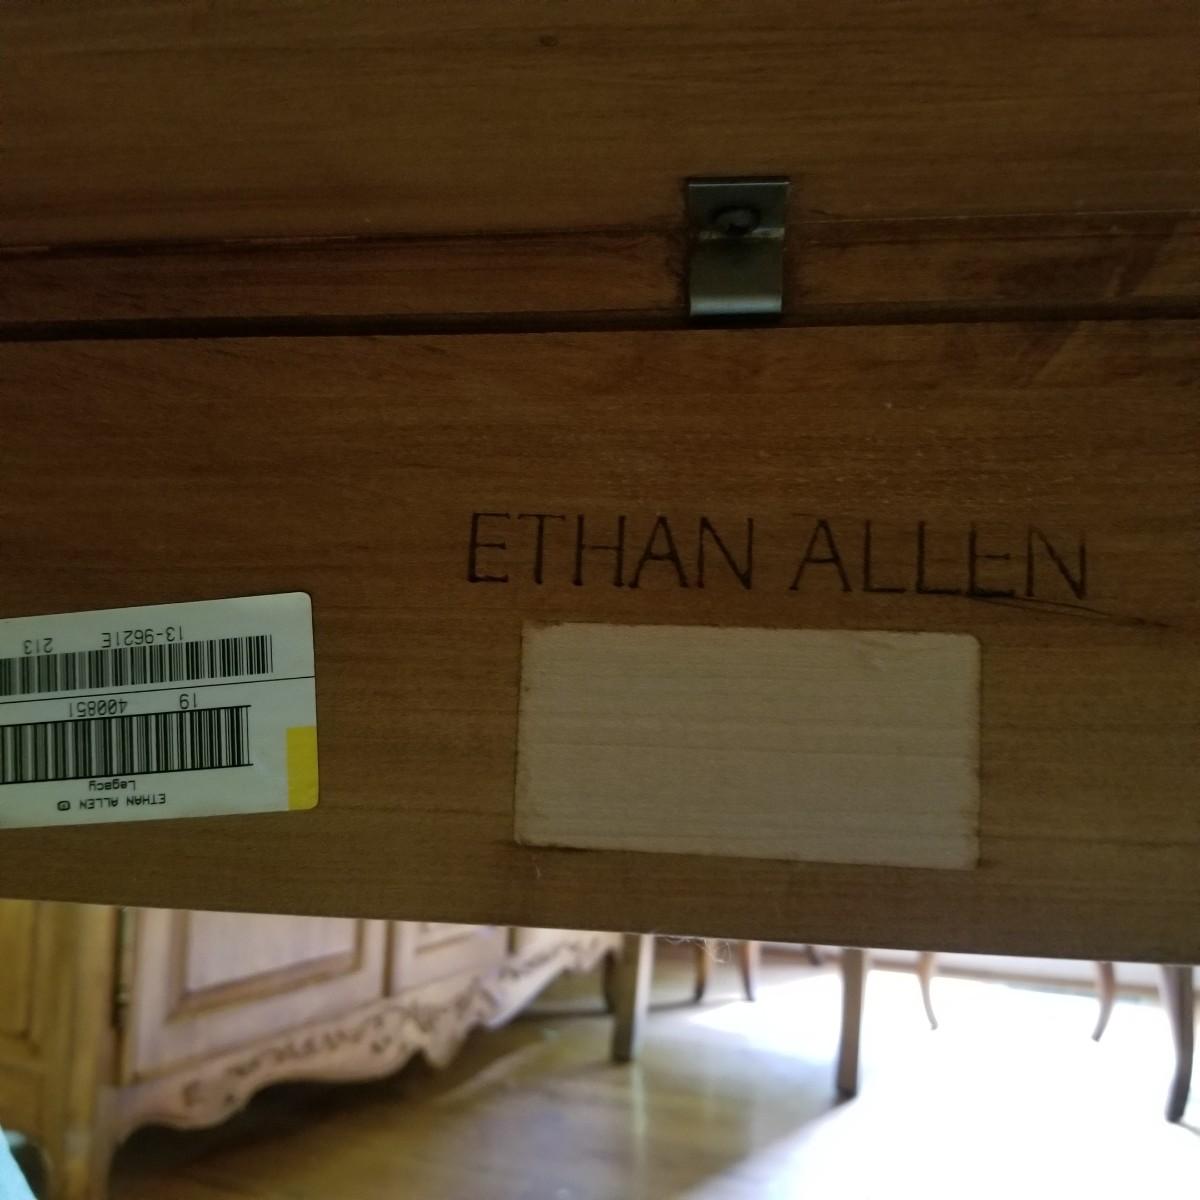 ETHAN ALLEN
ETHAN ALLEN ®
Legacy
19 400851
13-9621E 213